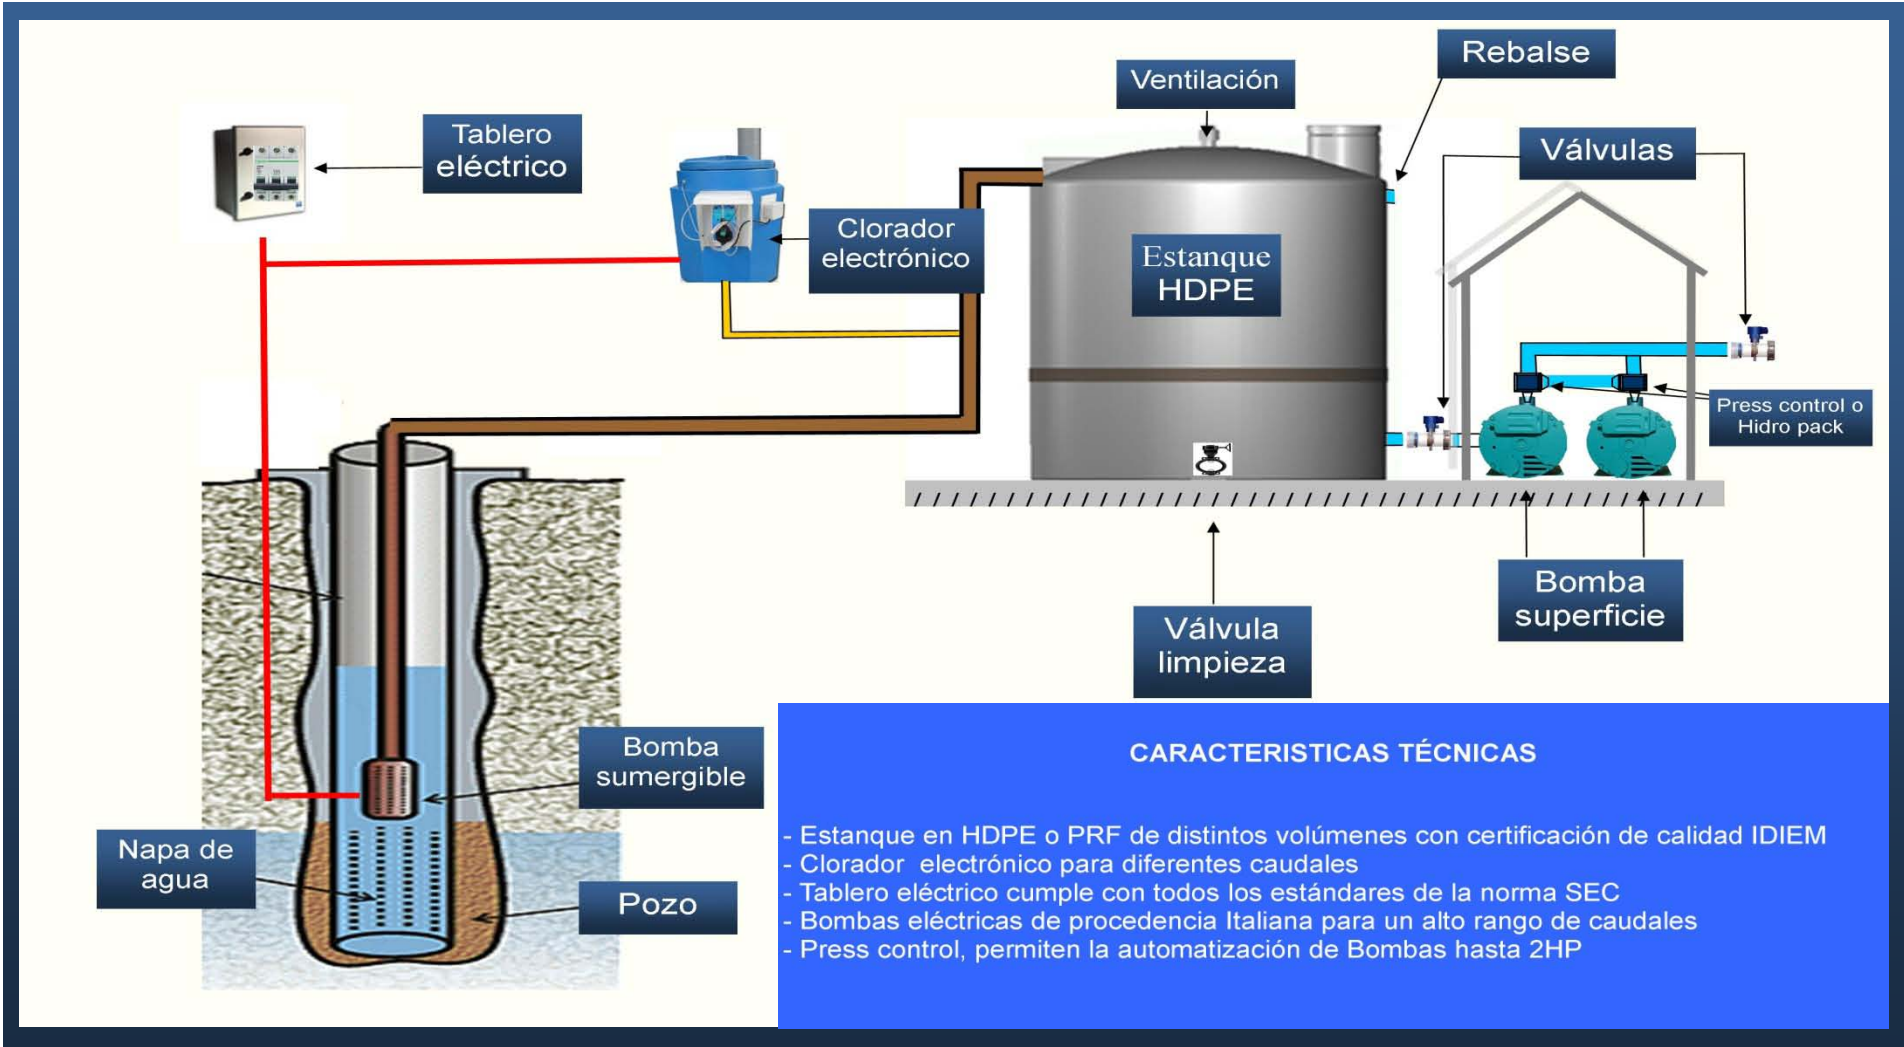 Rebalse
Ventilación
Tablero
eléctrico
Válvulas
Clorador
electrónico
Estanque
HDPE
Press control o
Hidro pack
Bomba
superficie
Válvula
limpieza
Bomba
sumergible
Napa de
agua
Pozo
CARACTERISTICAS TÉCNICAS
- Estanque en HDPE o PRF de distintos volúmenes con certificación de calidad IDIEM
- Clorador electrónico para diferentes caudales
- Tablero eléctrico cumple con todos los estándares de la norma SEC
- Bombas eléctricas de procedencia Italiana para un alto rango de caudales
- Press control, permiten la automatización de Bombas hasta 2HP